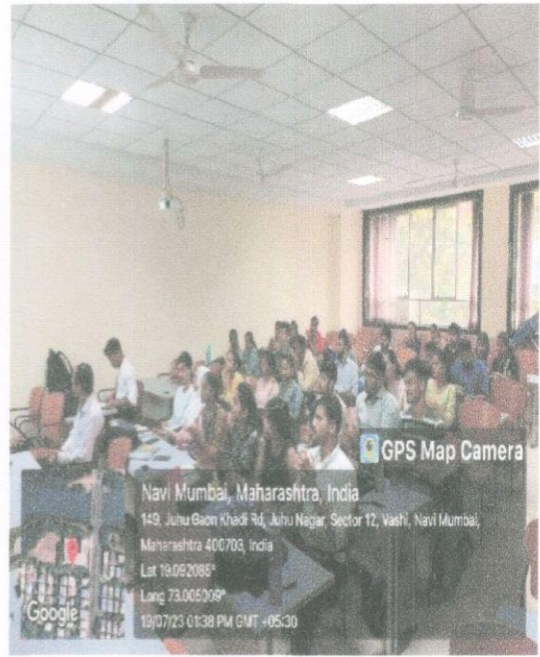 GPS Map Camera
Navi Mumbai, Maharashtra, India
149, Juhu Gaon Khadi Rd, Juhu Nagar, Sector 12, Vashi, Navi Mumbai,
Maharashtra 400703, India
Lat 19.092085°
Long 73.005009°
19/07/23 01:38 PM GMT +05:30
Google